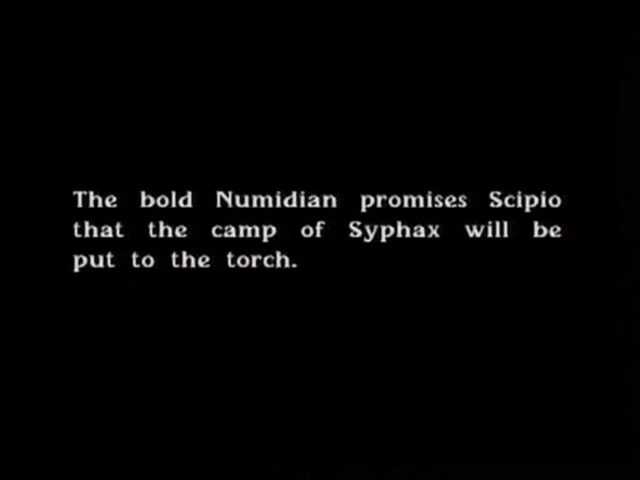 The bold Numidian promises Scipio
that the camp of Syphax will be
put to the torch.